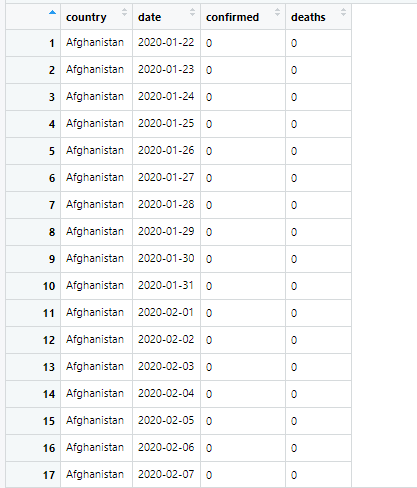 country date confirmed deaths
1 Afghanistan 2020-01-22 0 0
2 Afghanistan 2020-01-23 0 0
3 Afghanistan 2020-01-24 0 0
4 Afghanistan 2020-01-25 0 0
5 Afghanistan 2020-01-26 0 0
6 Afghanistan 2020-01-27 0 0
7 Afghanistan 2020-01-28 0 0
8 Afghanistan 2020-01-29 0 0
9 Afghanistan 2020-01-30 0 0
10 Afghanistan 2020-01-31 0 0
11 Afghanistan 2020-02-01 0 0
12 Afghanistan 2020-02-02 0 0
13 Afghanistan 2020-02-03 0 0
14 Afghanistan 2020-02-04 0 0
15 Afghanistan 2020-02-05 0 0
16 Afghanistan 2020-02-06 0 0
17 Afghanistan 2020-02-07 0 0